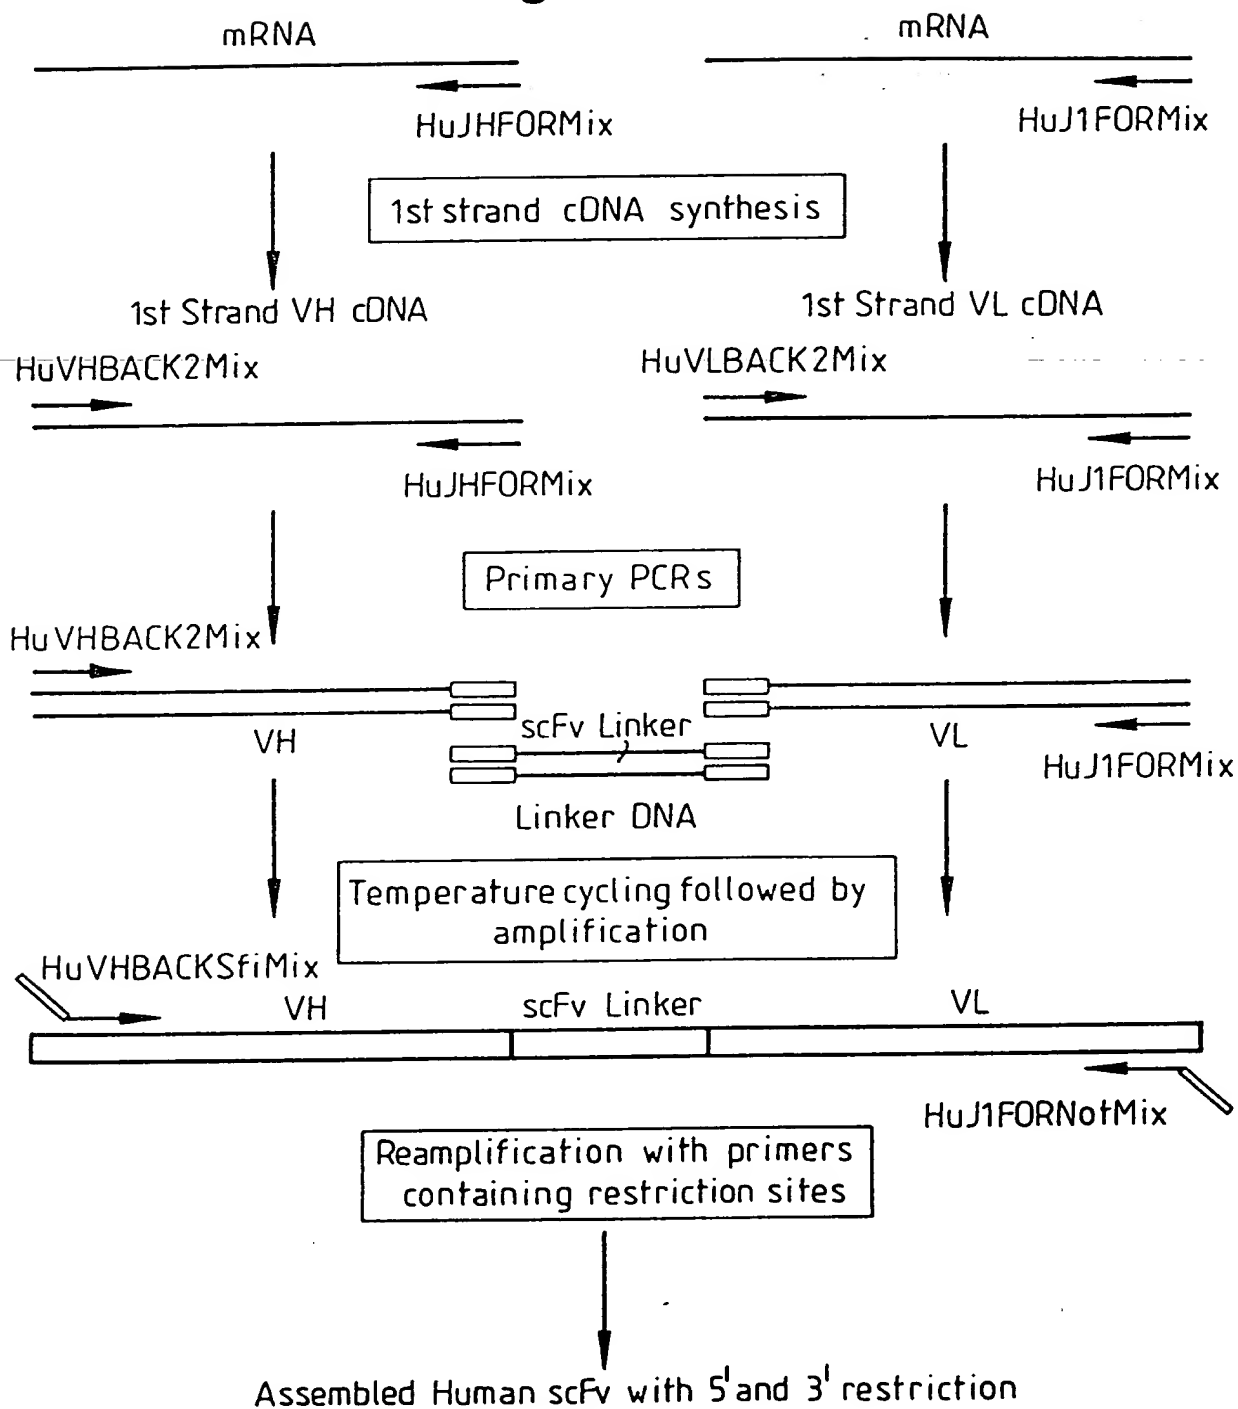 mRNA
mRNA
HuJHFORMix
HuJ1FORMix
1st strand cDNA synthesis
1st Strand VH cDNA
1st Strand VL cDNA
HuVHBACK2Mix
HuVLBACK2Mix
HuJHFORMix
HuJ1FORMix
Primary PCRs
HuVHBACK2Mix
scFv Linker
VH
VL
HuJ1FORMix
Linker DNA
Temperature cycling followed by
amplification
HuVHBACKSfiMix
VH
scFv Linker
VL
HuJ1FORNotMix
Reamplification with primers
containing restriction sites
Assembled Human scFv with 5' and 3' restriction